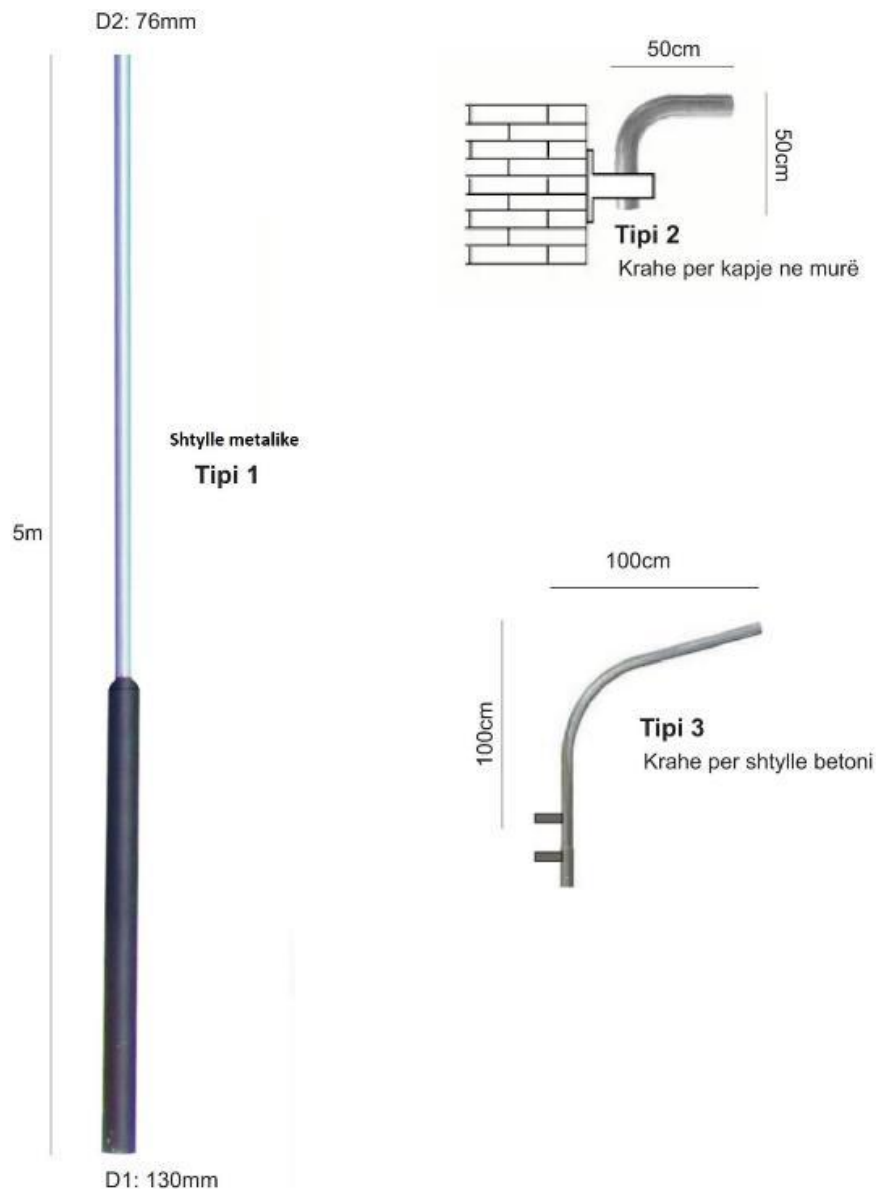 D2: 76mm
50cm
50cm
Tipi 2
Krahe per kapje ne murë
Shtylle metalike
Tipi 1
5m
100cm
100cm
Tipi 3
Krahe per shtylle betoni
D1: 130mm